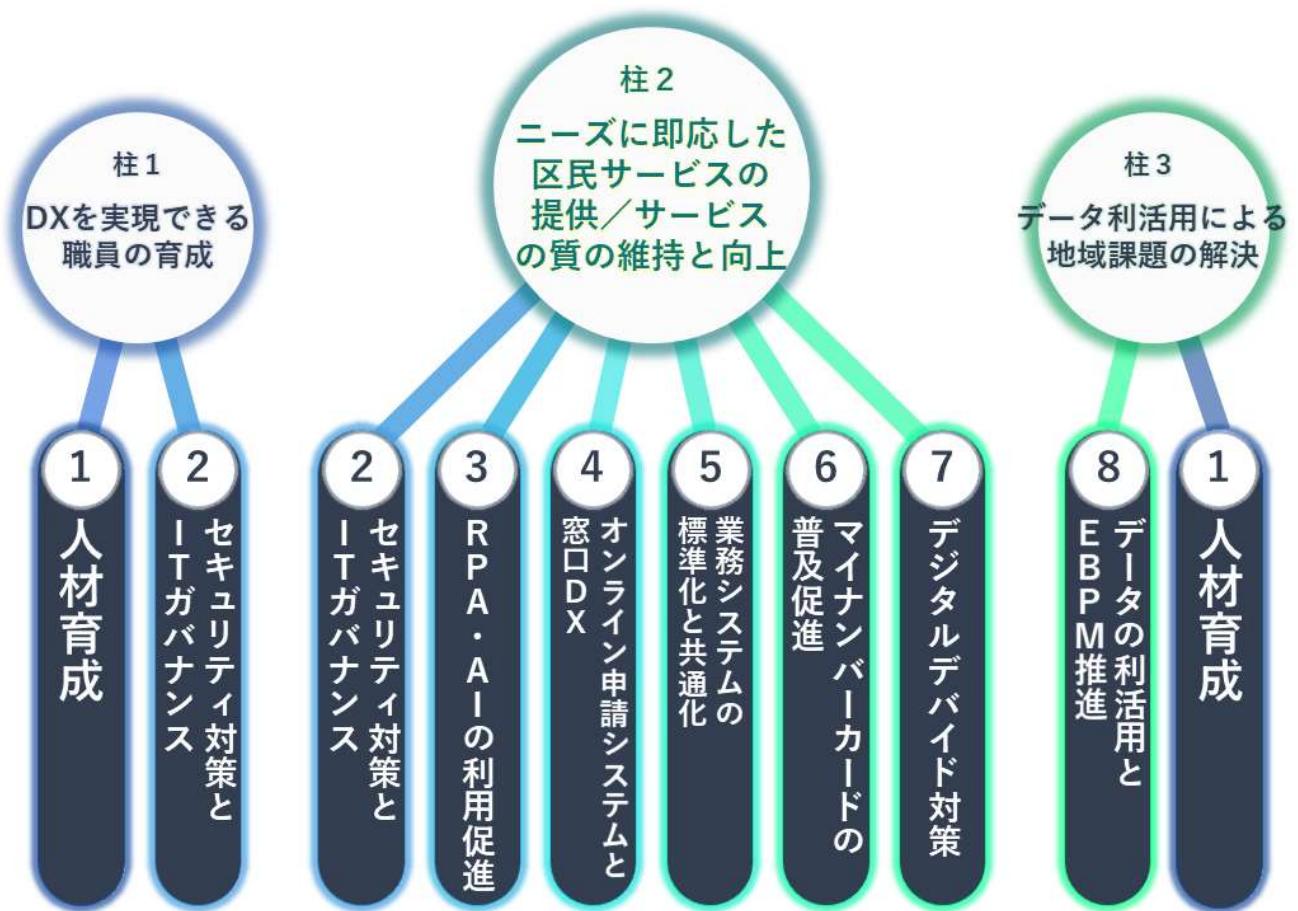 柱1
DXを実現できる
職員の育成
柱2
ニーズに即応した
区民サービスの
提供／サービス
の質の維持と向上
柱3
データ利活用による
地域課題の解決
1
人材育成
2
セキュリティ対策と
ITガバナンス
2
セキュリティ対策と
ITガバナンス
3
RPA・AIの利用促進
4
オンライン申請システムと
窓口DX
5
業務システムの
標準化と共通化
6
マイナンバーカードの
普及促進
7
デジタルデバイド対策
8
データの利活用と
EBPM推進
1
人材育成